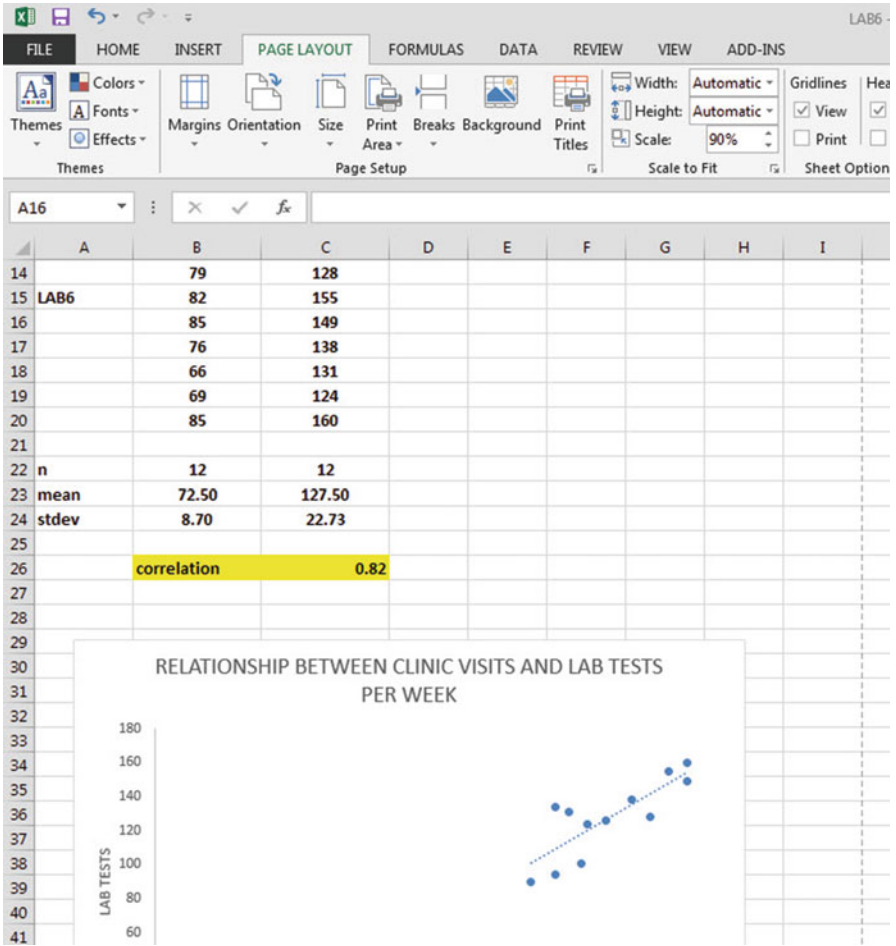 LAB6 -
FILE HOME INSERT PAGE LAYOUT FORMULAS DATA REVIEW VIEW ADD-INS
Aa Themes
Colors
A Fonts
Effects
Themes
Margins Orientation Size Print Area Breaks Background Print Titles
Page Setup
Width: Automatic
Height: Automatic
Scale: 90%
Scale to Fit
Gridlines Hea
View
Print
Sheet Option
A16 fx
A B C D E F G H I
14 79 128
15 LAB6 82 155
16 85 149
17 76 138
18 66 131
19 69 124
20 85 160
21
22 n 12 12
23 mean 72.50 127.50
24 stdev 8.70 22.73
25
26 correlation 0.82
27
28
29
30
31
32
33
34
35
36
37
38
39
40
41
RELATIONSHIP BETWEEN CLINIC VISITS AND LAB TESTS
PER WEEK
LAB TESTS
180
160
140
120
100
80
60